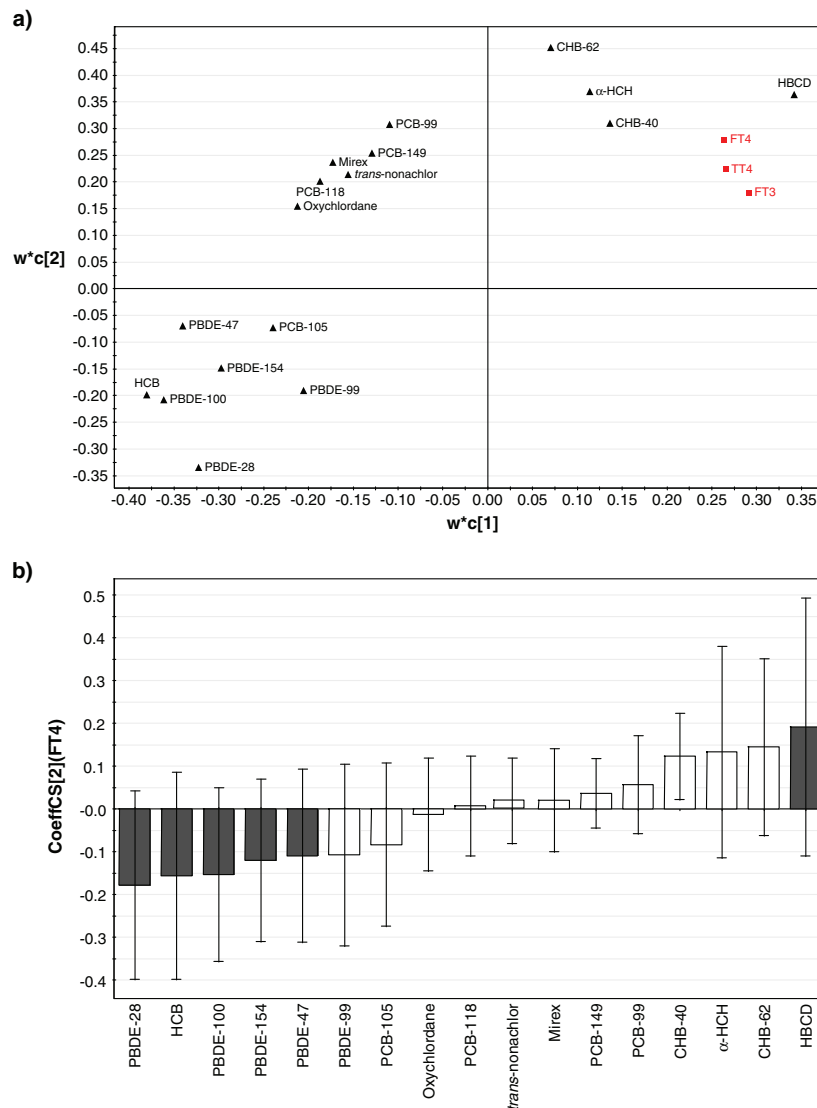 a)
w*c[2]
0.45
0.40
0.35
0.30
0.25
0.20
0.15
0.10
0.05
0.00
-0.05
-0.10
-0.15
-0.20
-0.25
-0.30
-0.35
CHB-62
α-HCH
HBCD
CHB-40
PCB-99
FT4
PCB-149
Mirex
TT4
trans-nonachlor
PCB-118
FT3
Oxychlordane
PBDE-47
PCB-105
PBDE-154
HCB
PBDE-99
PBDE-100
PBDE-28
-0.40 -0.35 -0.30 -0.25 -0.20 -0.15 -0.10 -0.05 0.00 0.05 0.10 0.15 0.20 0.25 0.30 0.35
w*c[1]
b)
CoeffCS[2](FT4)
0.5
0.4
0.3
0.2
0.1
-0.0
-0.1
-0.2
-0.3
-0.4
PBDE-28
HCB
PBDE-100
PBDE-154
PBDE-47
PBDE-99
PCB-105
Oxychlordane
PCB-118
trans-nonachlor
Mirex
PCB-149
PCB-99
CHB-40
α-HCH
CHB-62
HBCD